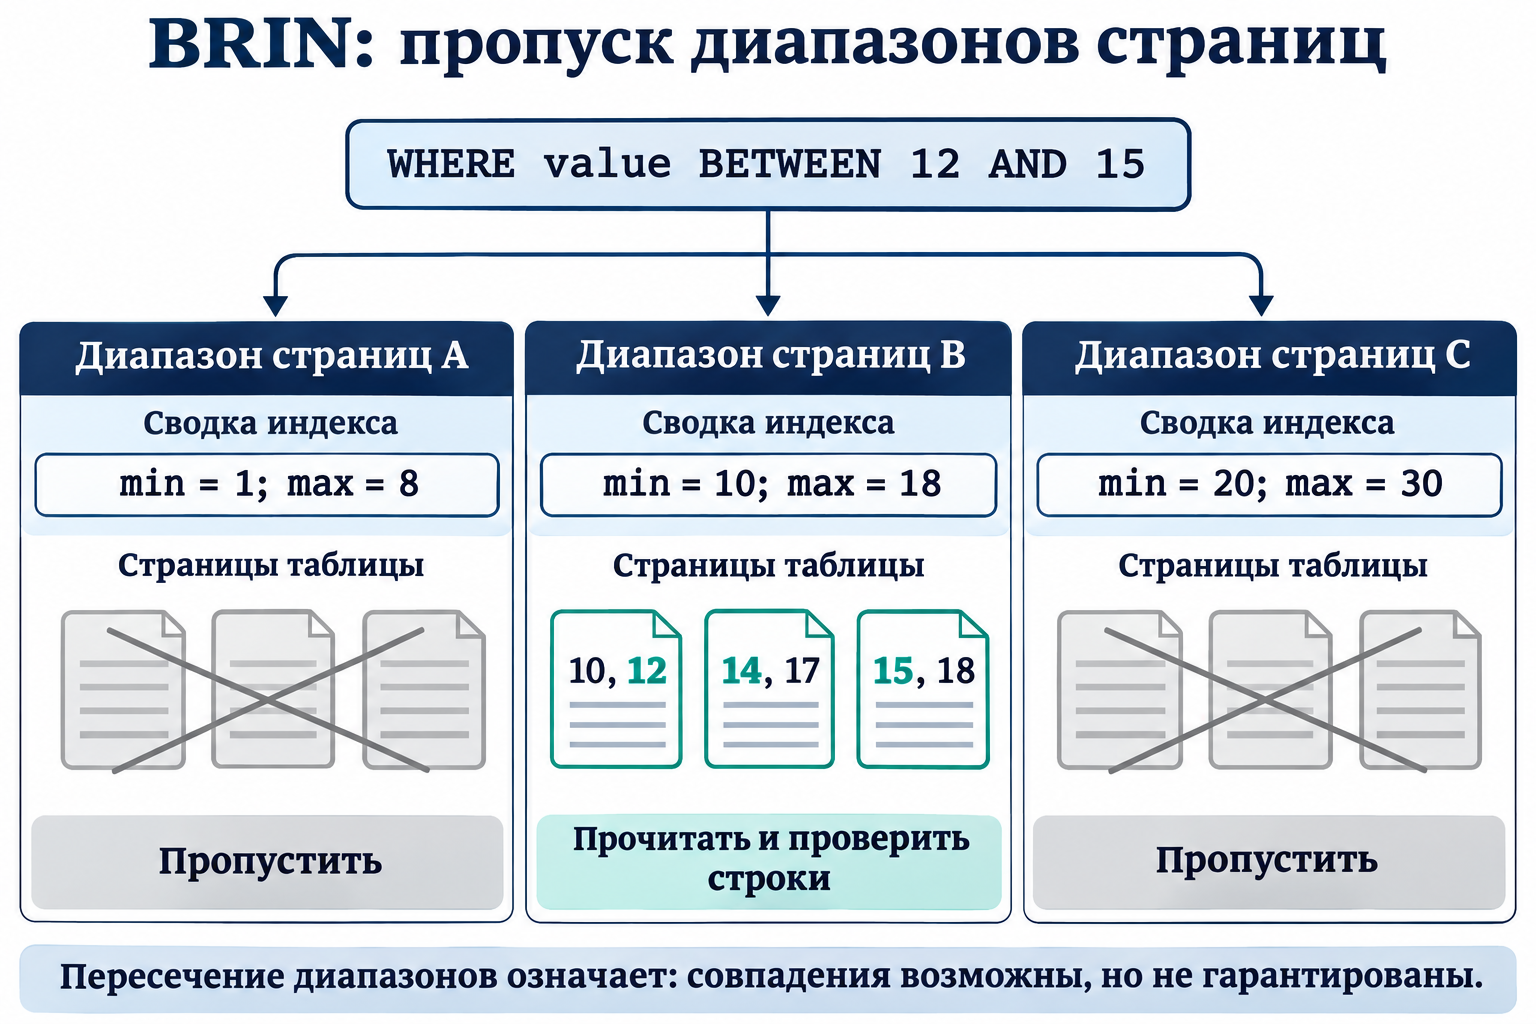 BRIN: пропуск диапазонов страниц
WHERE value BETWEEN 12 AND 15
Диапазон страниц A
Сводка индекса
min = 1; max = 8
Страницы таблицы
Пропустить
Диапазон страниц B
Сводка индекса
min = 10; max = 18
Страницы таблицы
10, 12
14, 17
15, 18
Прочитать и проверить
строки
Диапазон страниц C
Сводка индекса
min = 20; max = 30
Страницы таблицы
Пропустить
Пересечение диапазонов означает: совпадения возможны, но не гарантированы.